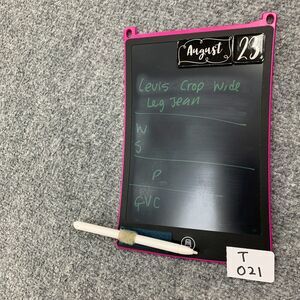 August 23
Levis Crop Wide
Leg Jean
W
S
P
QVC
T
021